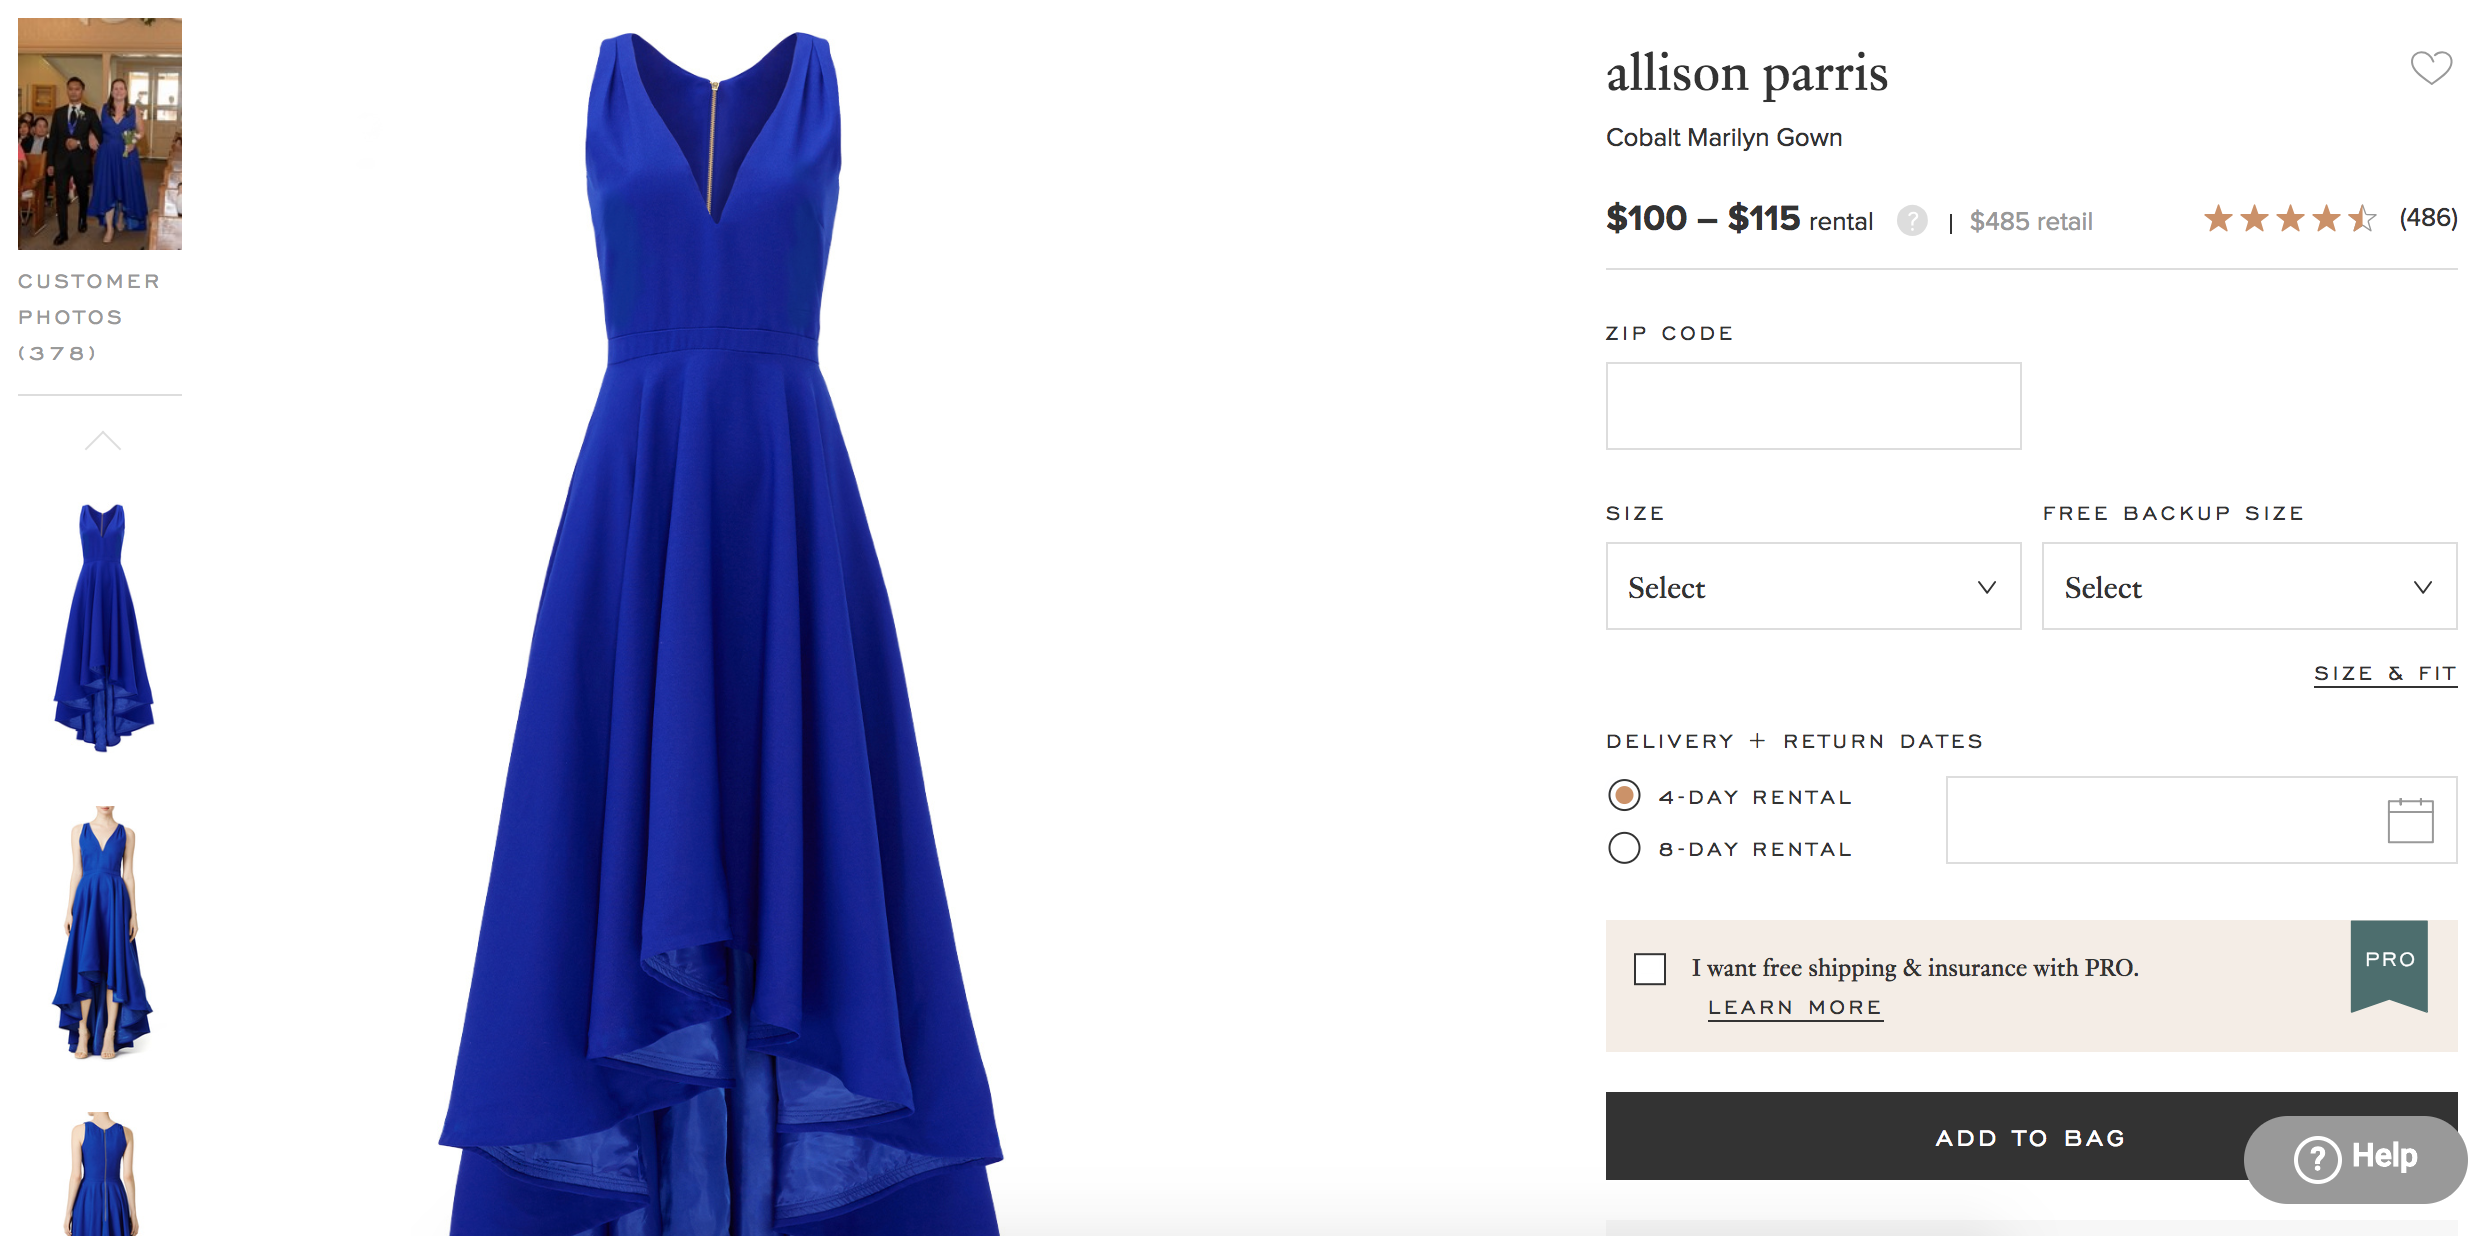 CUSTOMER
PHOTOS
(378)
allison parris
Cobalt Marilyn Gown
$100 – $115 rental ? | $485 retail (486)
ZIP CODE
SIZE FREE BACKUP SIZE
Select Select
SIZE & FIT
DELIVERY + RETURN DATES
4-DAY RENTAL
8-DAY RENTAL
I want free shipping & insurance with PRO. PRO
LEARN MORE
ADD TO BAG
? Help